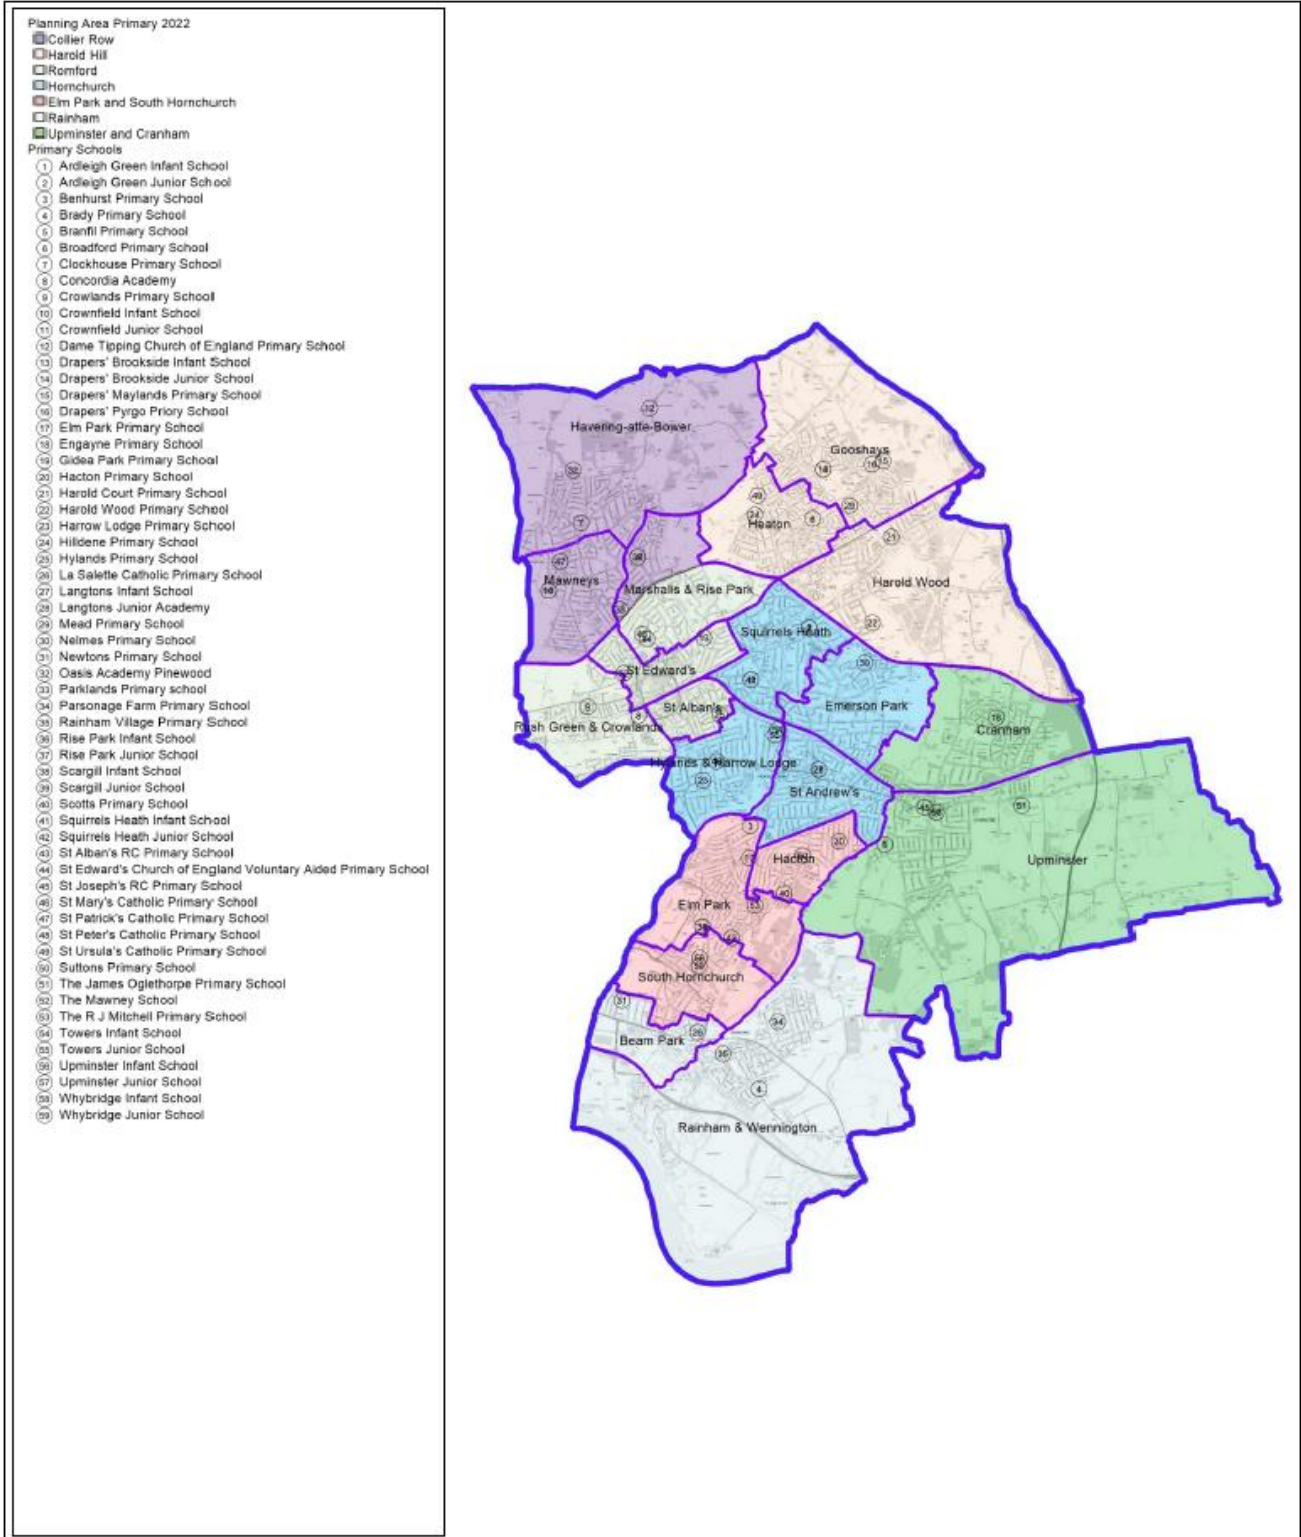 Planning Area Primary 2022
Collier Row
Harold Hill
Romford
Hornchurch
Elm Park and South Hornchurch
Rainham
Upminster and Cranham
Primary Schools
1 Ardleigh Green Infant School
2 Ardleigh Green Junior School
3 Benhurst Primary School
4 Brady Primary School
5 Branfil Primary School
6 Broadford Primary School
7 Clockhouse Primary School
8 Concordia Academy
9 Crowlands Primary School
10 Crownfield Infant School
11 Crownfield Junior School
12 Dame Tipping Church of England Primary School
13 Drapers' Brookside Infant School
14 Drapers' Brookside Junior School
15 Drapers' Maylands Primary School
16 Drapers' Pyrgo Priory School
17 Elm Park Primary School
18 Engayne Primary School
19 Gidea Park Primary School
20 Hacton Primary School
21 Harold Court Primary School
22 Harold Wood Primary School
23 Harrow Lodge Primary School
24 Hilldene Primary School
25 Hylands Primary School
26 La Salette Catholic Primary School
27 Langtons Infant School
28 Langtons Junior Academy
29 Mead Primary School
30 Nelmes Primary School
31 Newtons Primary School
32 Oasis Academy Pinewood
33 Parklands Primary school
34 Parsonage Farm Primary School
35 Rainham Village Primary School
36 Rise Park Infant School
37 Rise Park Junior School
38 Scargill Infant School
39 Scargill Junior School
40 Scotts Primary School
41 Squirrels Heath Infant School
42 Squirrels Heath Junior School
43 St Alban's RC Primary School
44 St Edward's Church of England Voluntary Aided Primary School
45 St Joseph's RC Primary School
46 St Mary's Catholic Primary School
47 St Patrick's Catholic Primary School
48 St Peter's Catholic Primary School
49 St Ursula's Catholic Primary School
50 Suttons Primary School
51 The James Oglethorpe Primary School
52 The Mawney School
53 The R J Mitchell Primary School
54 Towers Infant School
55 Towers Junior School
56 Upminster Infant School
57 Upminster Junior School
58 Whybridge Infant School
59 Whybridge Junior School
Havering-atte-Bower
Gooshays
Heaton
Mawneys
Harold Wood
Marshalls & Rise Park
Squirrels Heath
St Edward's
Emerson Park
St Alban's
Rush Green & Crowlands
Cranham
Hylands & Harrow Lodge
St Andrew's
Hacton
Upminster
Elm Park
South Hornchurch
Beam Park
Rainham & Wennington